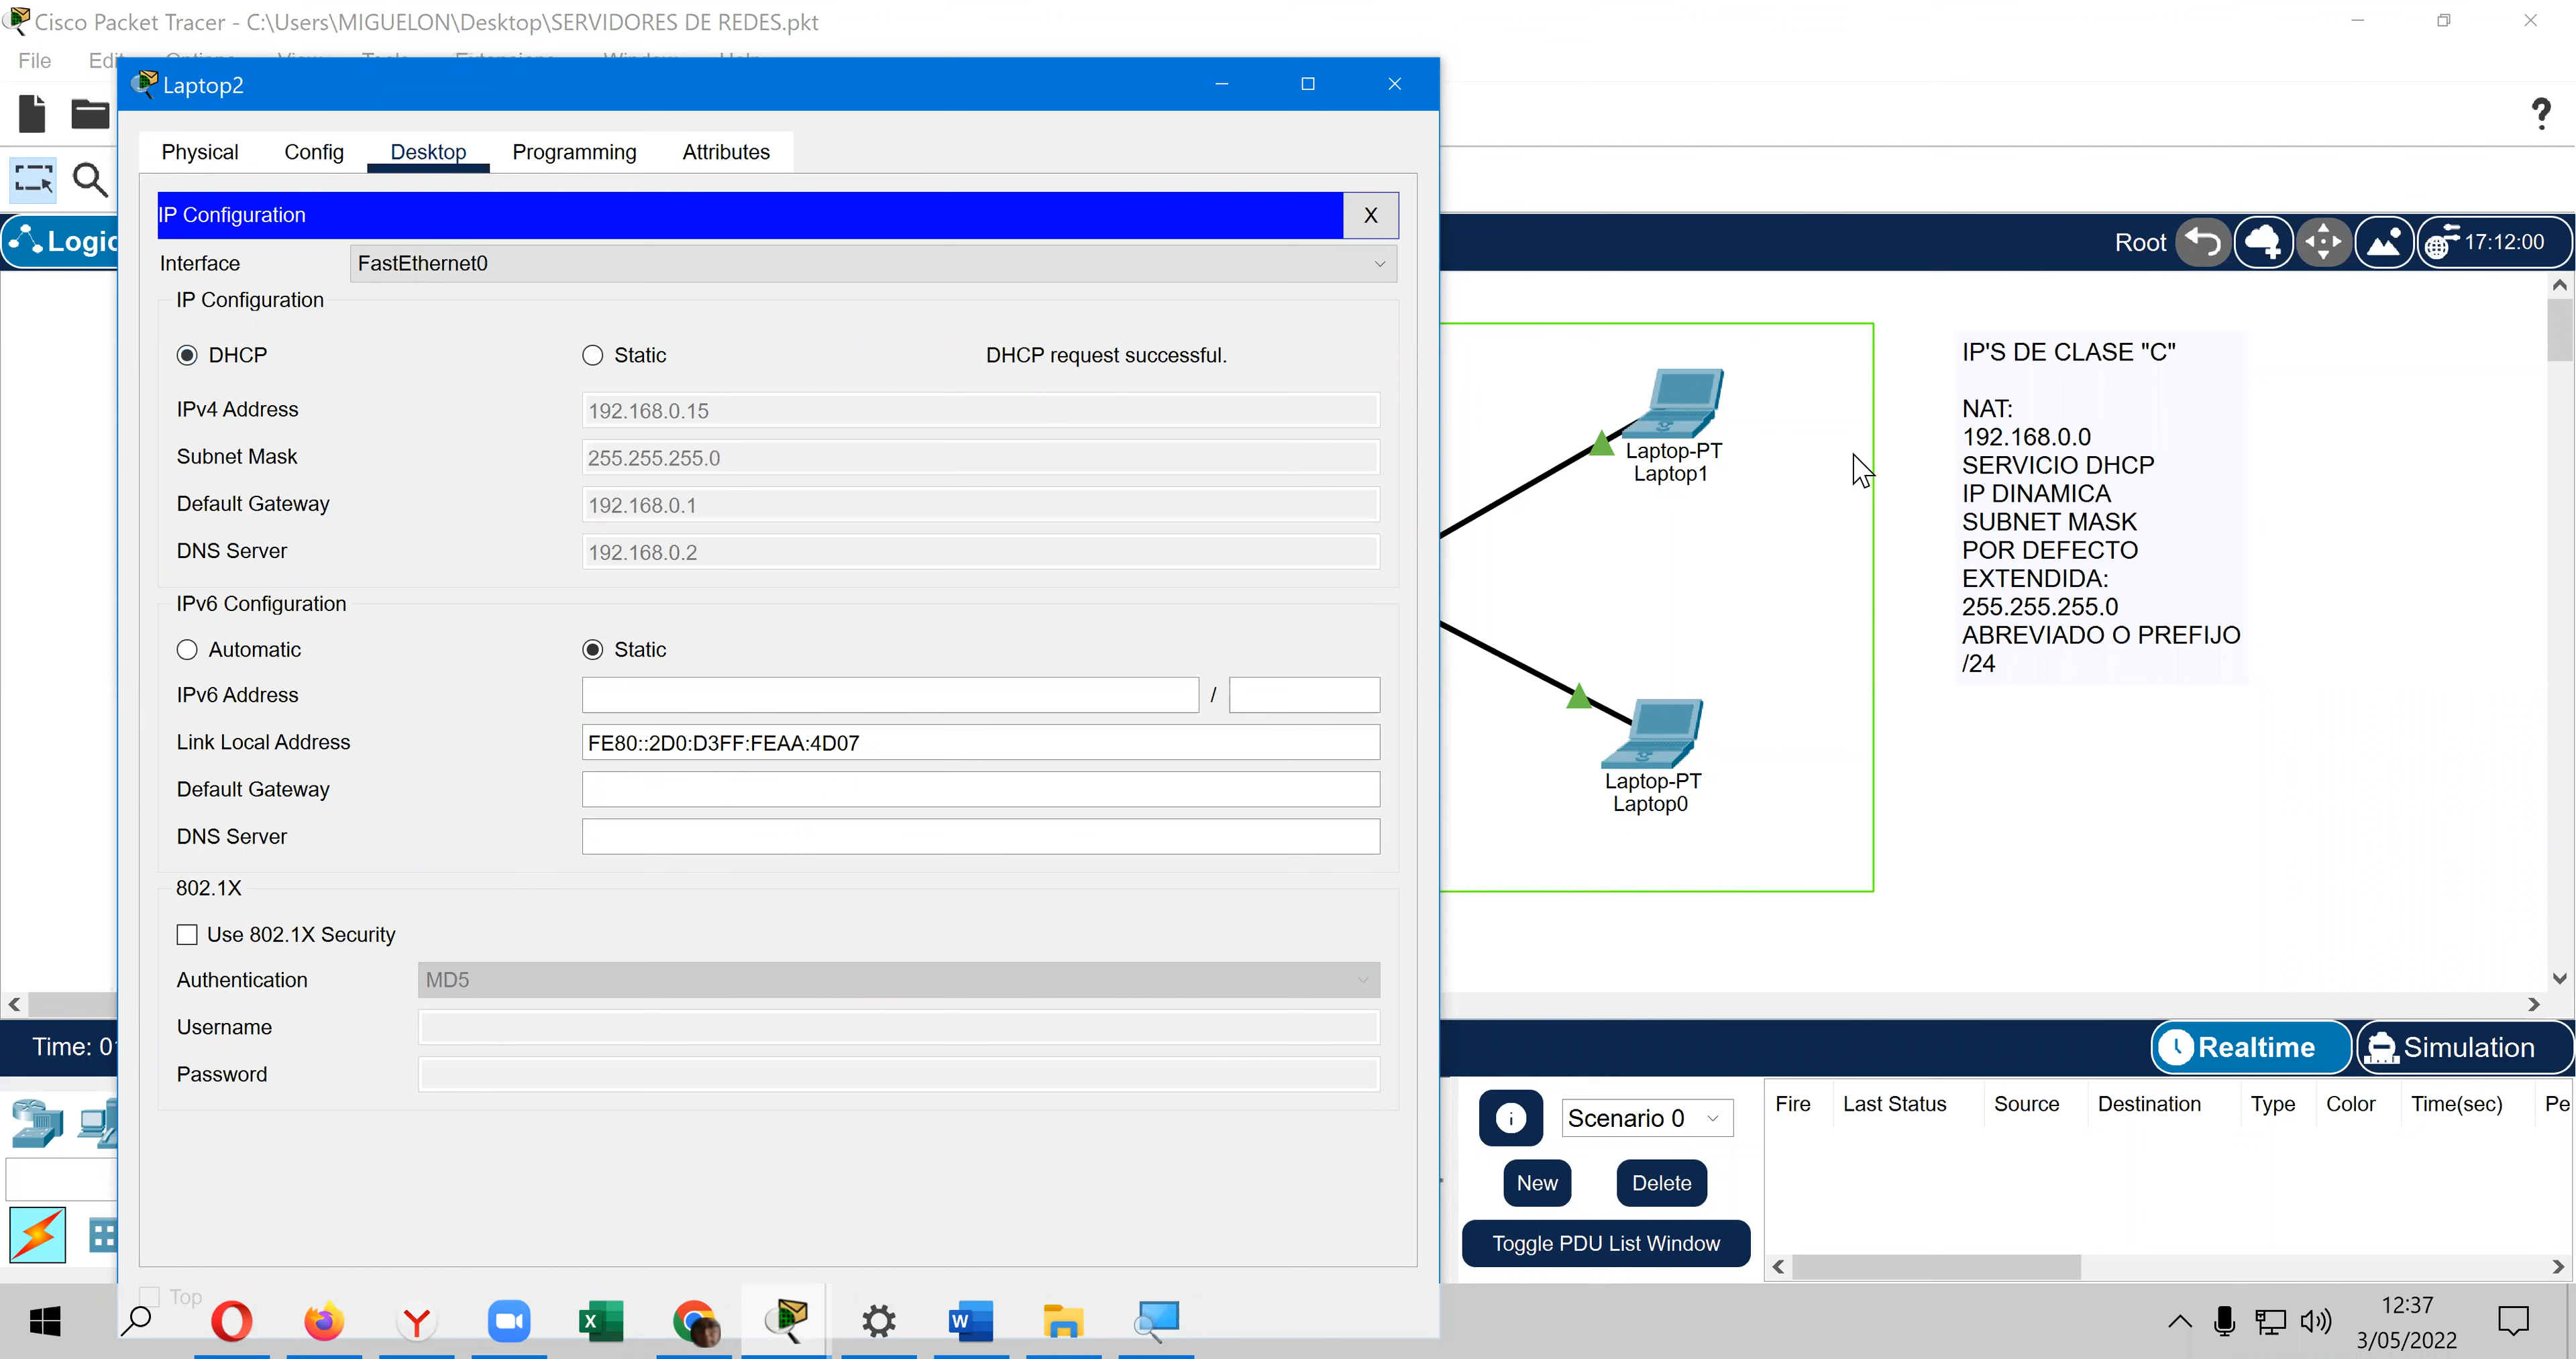 Cisco Packet Tracer - C:\Users\MIGUELON\Desktop\SERVIDORES DE REDES.pkt
File
Laptop2
Physical Config Desktop Programming Attributes
IP Configuration X
Interface FastEthernet0
IP Configuration
DHCP Static DHCP request successful.
IPv4 Address 192.168.0.15
Subnet Mask 255.255.255.0
Default Gateway 192.168.0.1
DNS Server 192.168.0.2
IPv6 Configuration
Automatic Static
IPv6 Address /
Link Local Address FE80::2D0:D3FF:FEAA:4D07
Default Gateway
DNS Server
802.1X
Use 802.1X Security
Authentication MD5
Username
Password
Top
Root 17:12:00
Laptop-PT
Laptop1
Laptop-PT
Laptop0
IP'S DE CLASE "C"
NAT:
192.168.0.0
SERVICIO DHCP
IP DINAMICA
SUBNET MASK
POR DEFECTO
EXTENDIDA:
255.255.255.0
ABREVIADO O PREFIJO
/24
Realtime Simulation
Scenario 0
New Delete
Toggle PDU List Window
Fire Last Status Source Destination Type Color Time(sec) Pe
12:37
3/05/2022